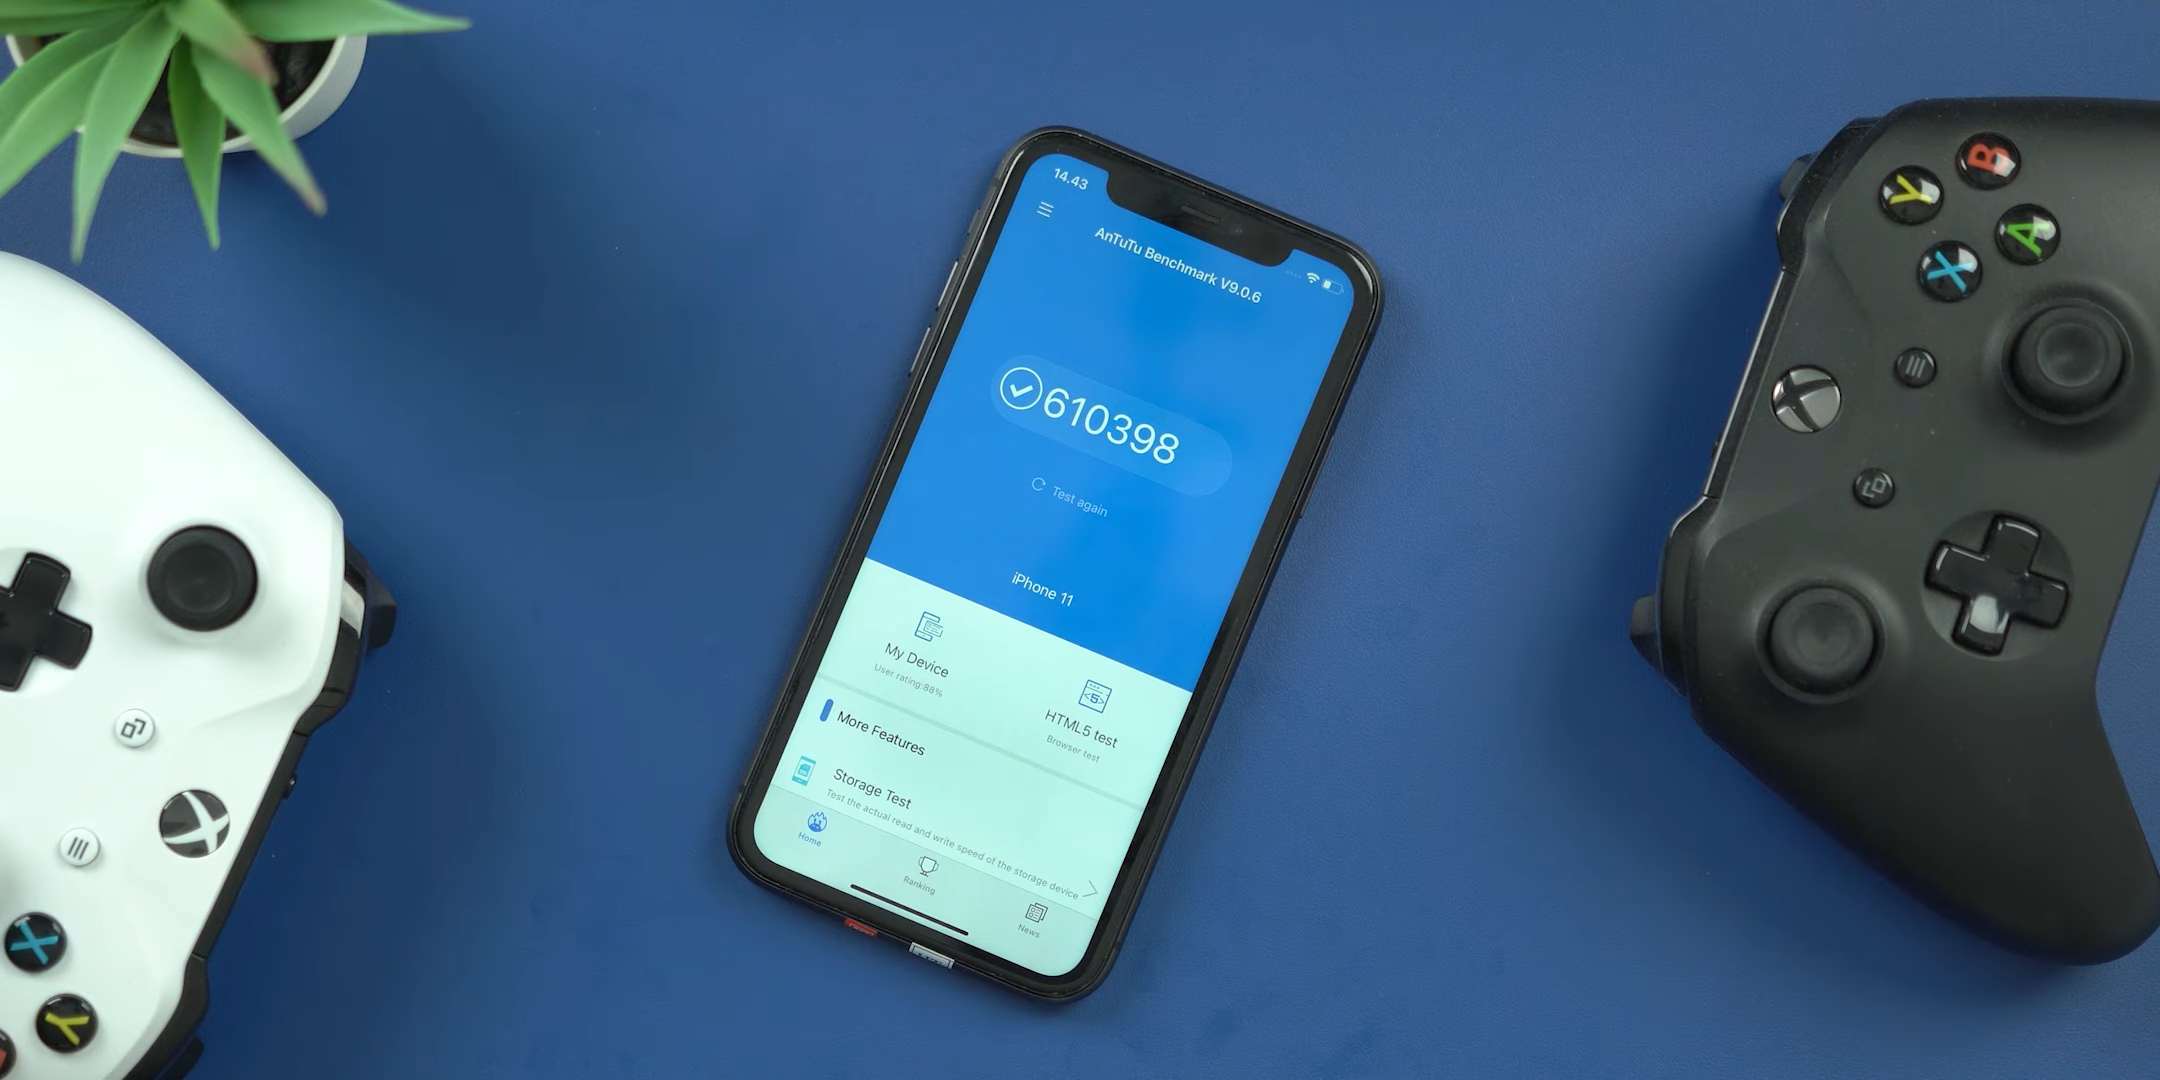 14.43
AnTuTu Benchmark V9.0.6
610398
Test again
iPhone 11
My Device
User rating:88%
HTML5 test
Browser test
More Features
Storage Test
Test the actual read and write speed of the storage device
Home
Ranking
News
B
Y
A
X
X
Y